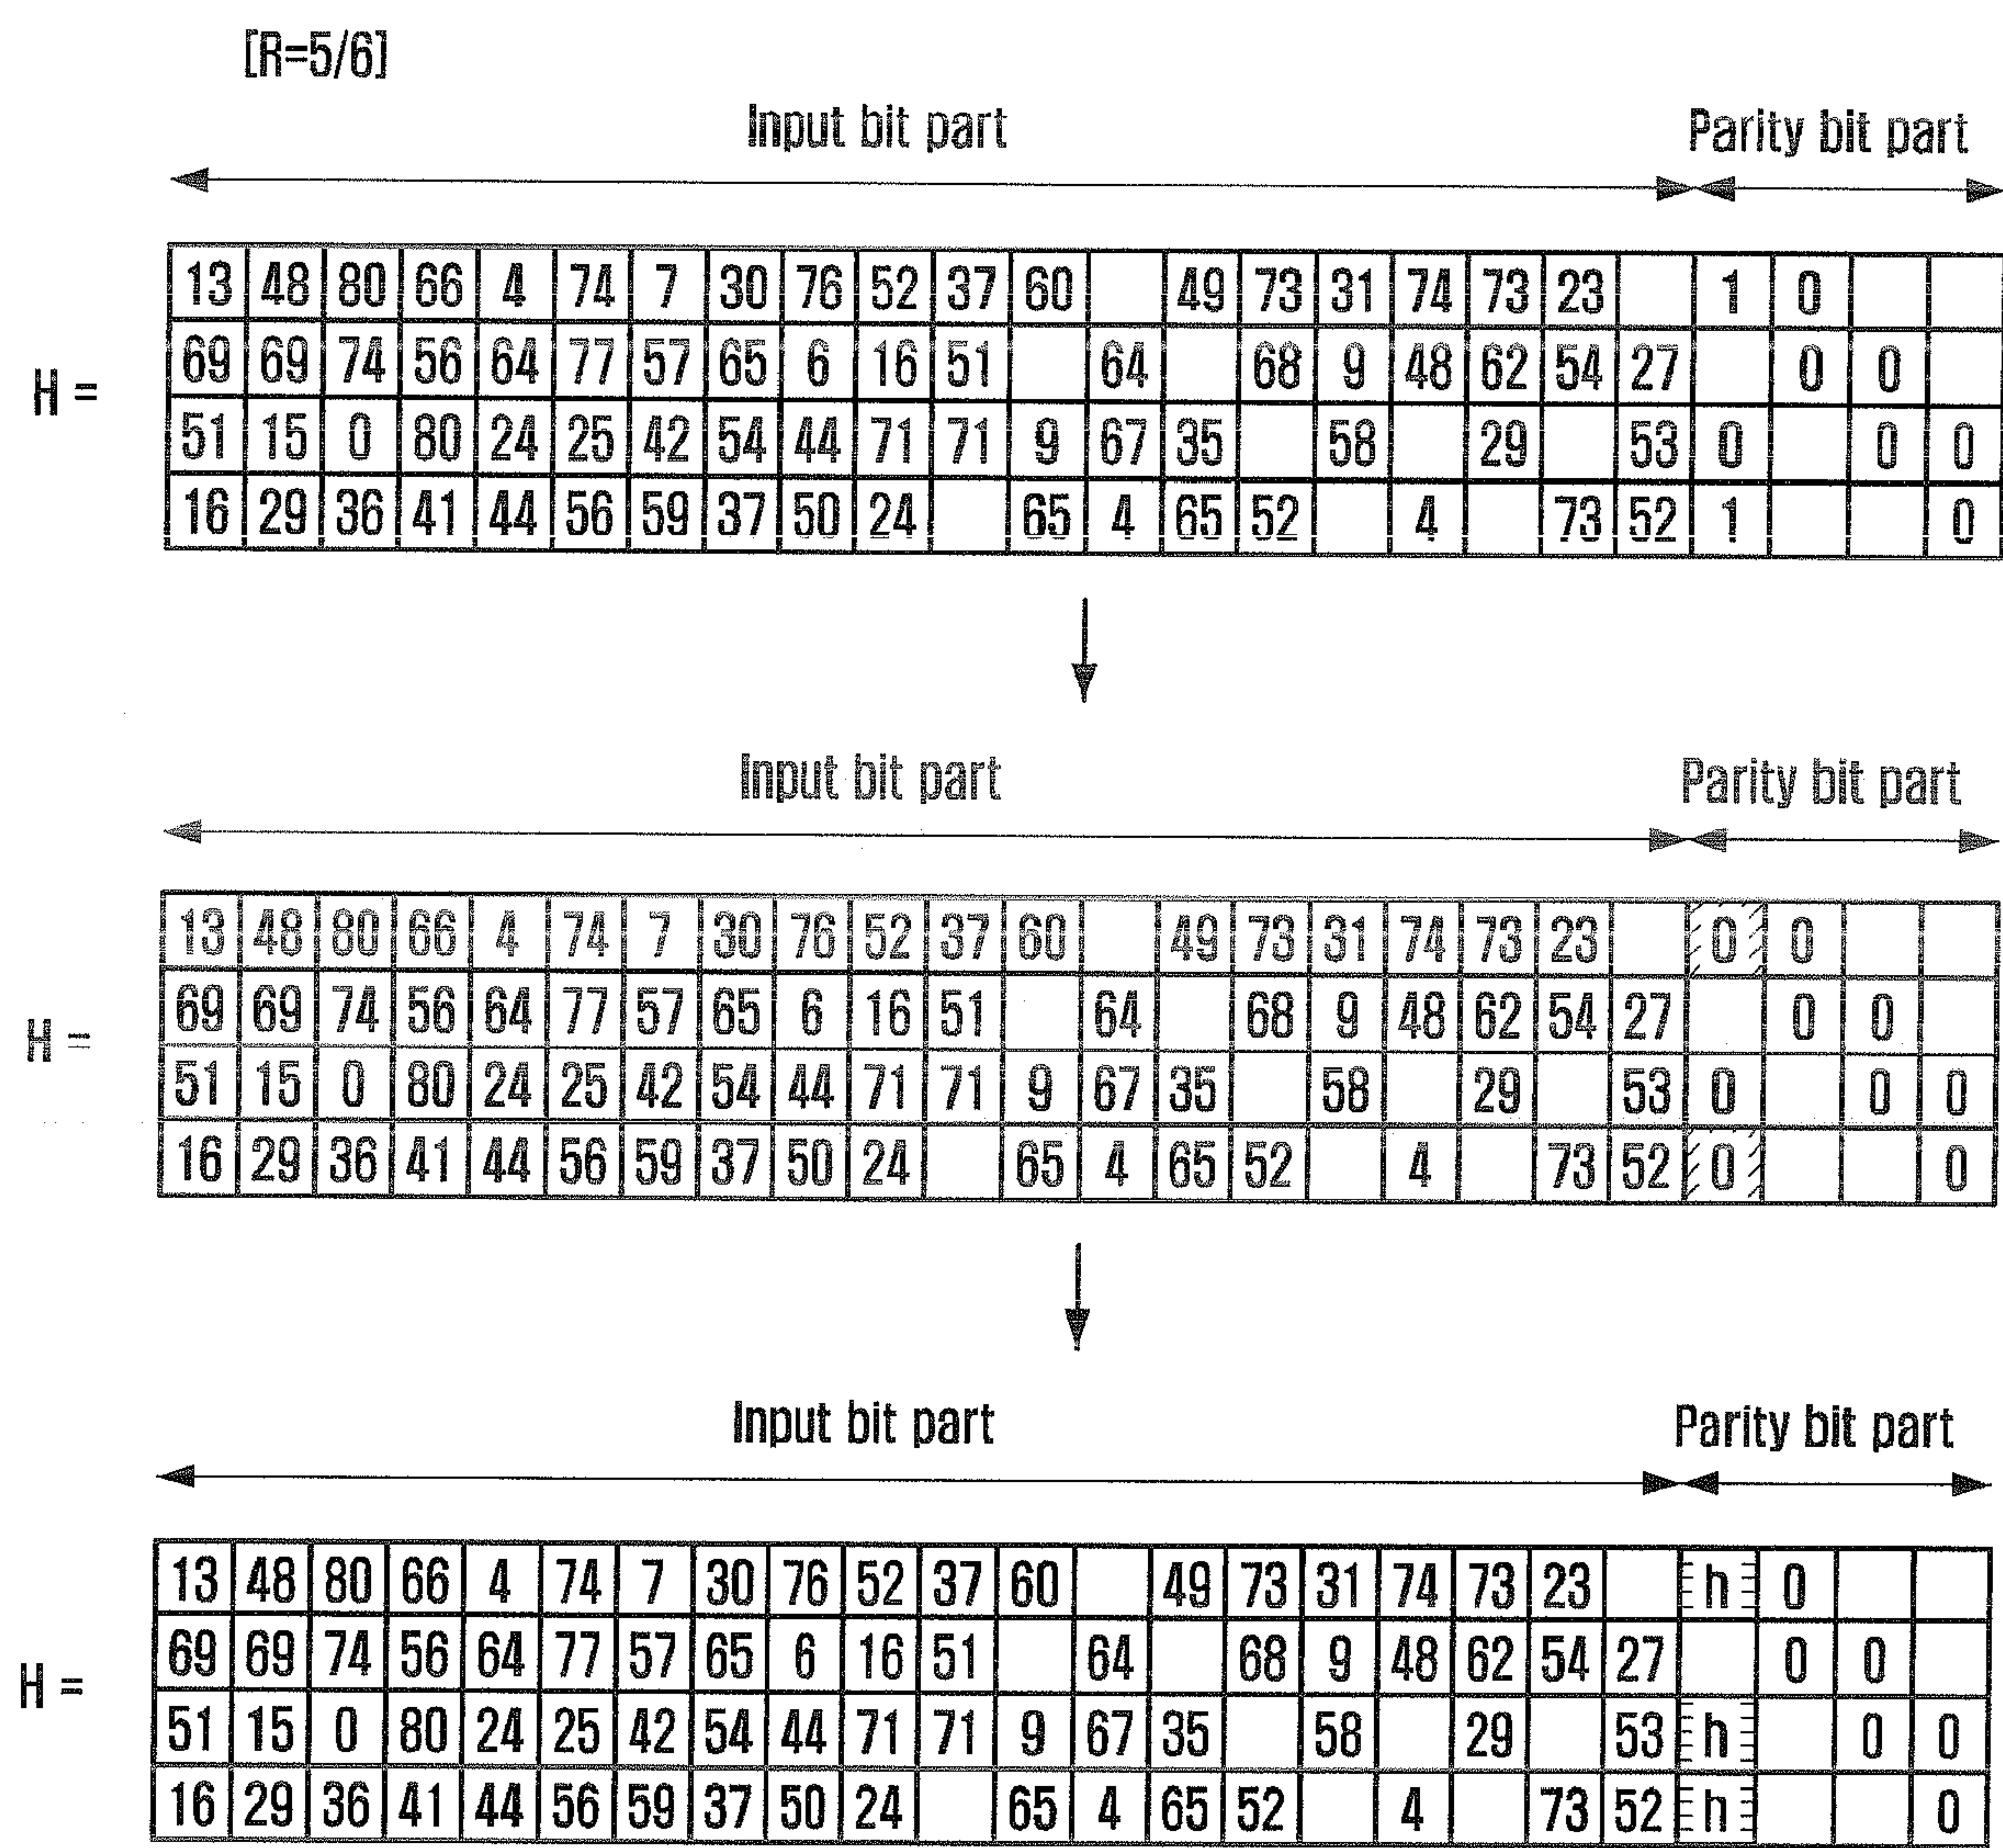 [R=5/6]
Input bit part Parity bit part
13 48 80 66 4 74 7 30 76 52 37 60 49 73 31 74 73 23 1 0
H =
69 69 74 56 64 77 57 65 6 16 51 64 68 9 48 62 54 27 0 0
51 15 0 80 24 25 42 54 44 71 71 9 67 35 58 29 53 0 0 0
16 29 36 41 44 56 59 37 50 24 65 4 65 52 4 73 52 1 0
Input bit part Parity bit part
13 48 80 66 4 74 7 30 76 52 37 60 49 73 31 74 73 23 0 0
H =
69 69 74 56 64 77 57 65 6 16 51 64 68 9 48 62 54 27 0 0
51 15 0 80 24 25 42 54 44 71 71 9 67 35 58 29 53 0 0 0
16 29 36 41 44 56 59 37 50 24 65 4 65 52 4 73 52 0 0
Input bit part Parity bit part
13 48 80 66 4 74 7 30 76 52 37 60 49 73 31 74 73 23 h 0
H =
69 69 74 56 64 77 57 65 6 16 51 64 68 9 48 62 54 27 0 0
51 15 0 80 24 25 42 54 44 71 71 9 67 35 58 29 53 h 0 0
16 29 36 41 44 56 59 37 50 24 65 4 65 52 4 73 52 h 0